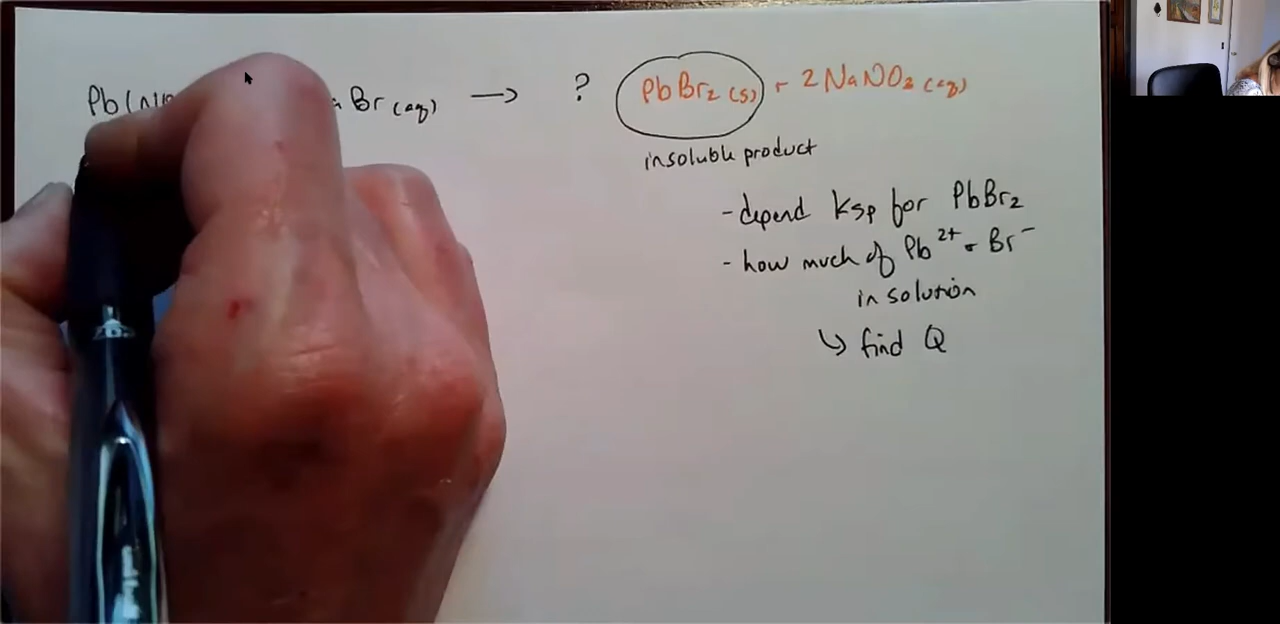 Br (aq) → ? PbBr₂ (s) + 2NaNO₃ (aq)
insoluble product
- depend Ksp for PbBr₂
- how much of Pb²⁺ + Br⁻
in solution
↳ find Q